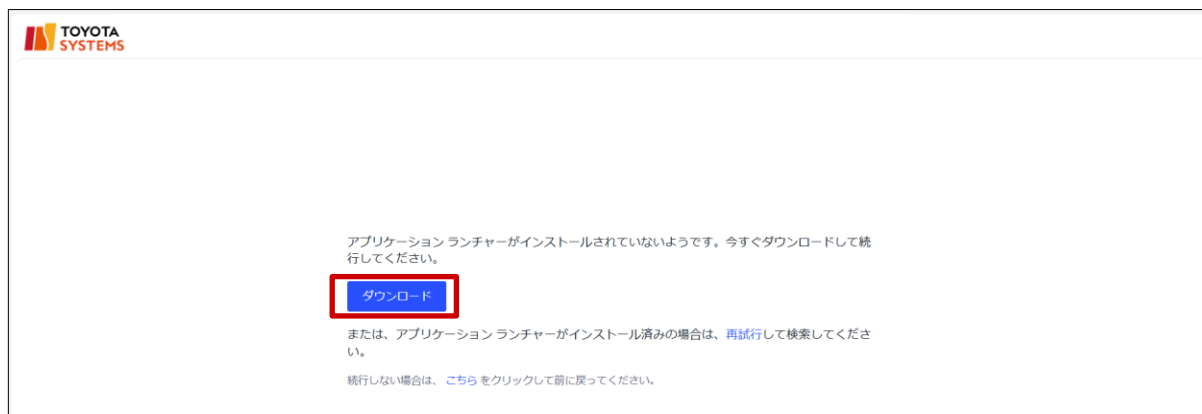 TOYOTA
SYSTEMS
アプリケーション ランチャーがインストールされていないようです。今すぐダウンロードして続
行してください。
ダウンロード
または、アプリケーション ランチャーがインストール済みの場合は、再試行して検索してくださ
い。
続行しない場合は、 こちら をクリックして前に戻ってください。